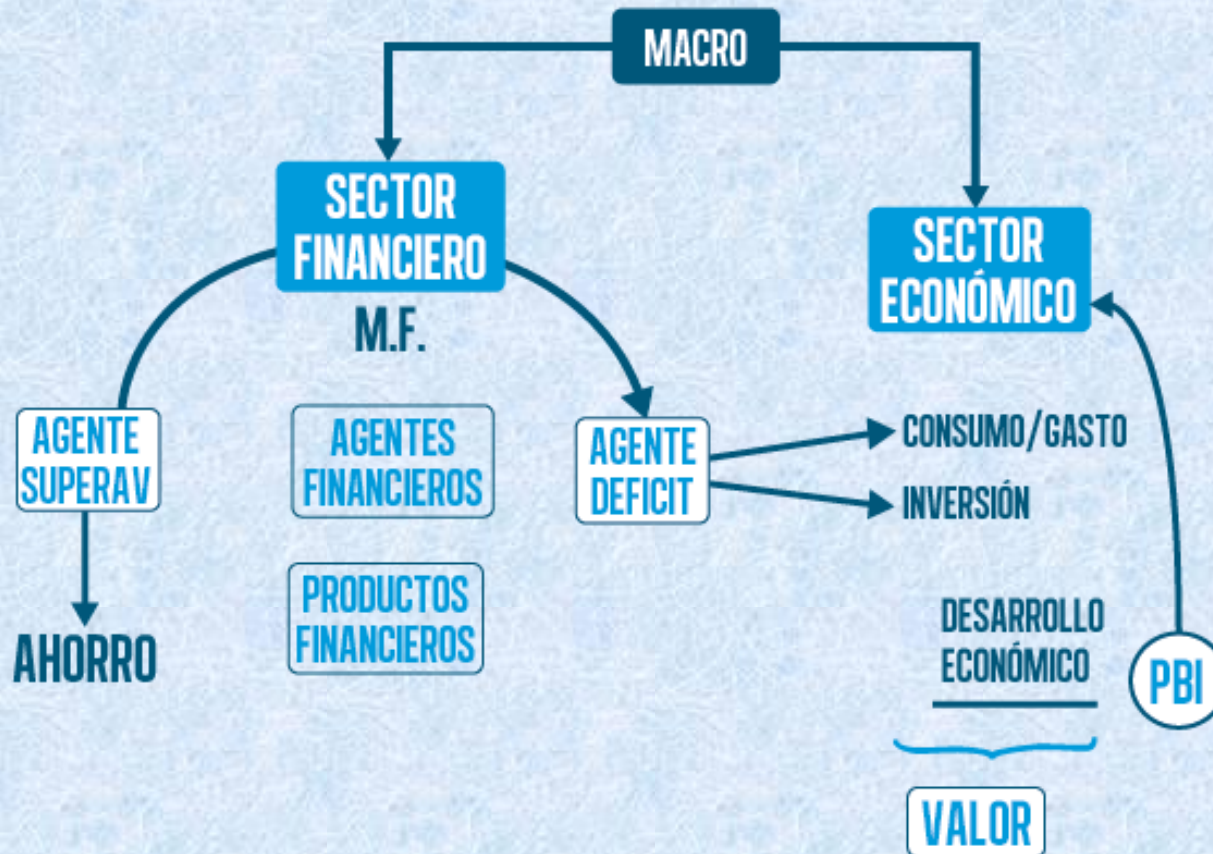 MACRO
SECTOR
FINANCIERO
M.F.
SECTOR
ECONÓMICO
AGENTE
SUPERAV
AGENTES
FINANCIEROS
AGENTE
DEFICIT
CONSUMO/GASTO
INVERSIÓN
AHORRO
PRODUCTOS
FINANCIEROS
DESARROLLO
ECONÓMICO
PBI
VALOR